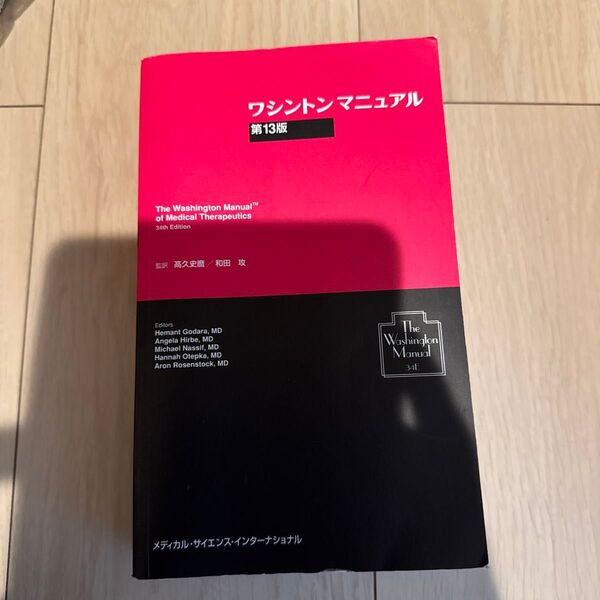 ワシントンマニュアル
第13版
The Washington Manual™
of Medical Therapeutics
34th Edition
監訳 高久史麿／和田 攻
Editors
Hemant Godara, MD
Angela Hirbe, MD
Michael Nassif, MD
Hannah Otepka, MD
Aron Rosenstock, MD
The
Washington
Manual
34E
メディカル・サイエンス・インターナショナル